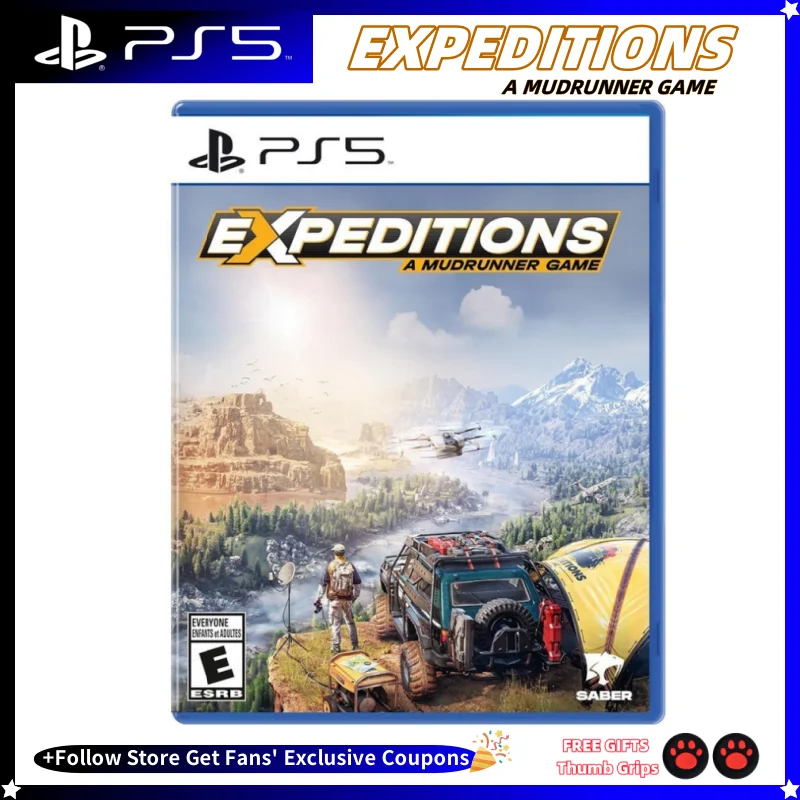 PS5
EXPEDITIONS
A MUDRUNNER GAME
PS5
EXPEDITIONS
A MUDRUNNER GAME
EVERYONE
ENFANTS et ADULTES
E
ESRB
SABER
+Follow Store Get Fans' Exclusive Coupons
FREE GIFTS
Thumb Grips